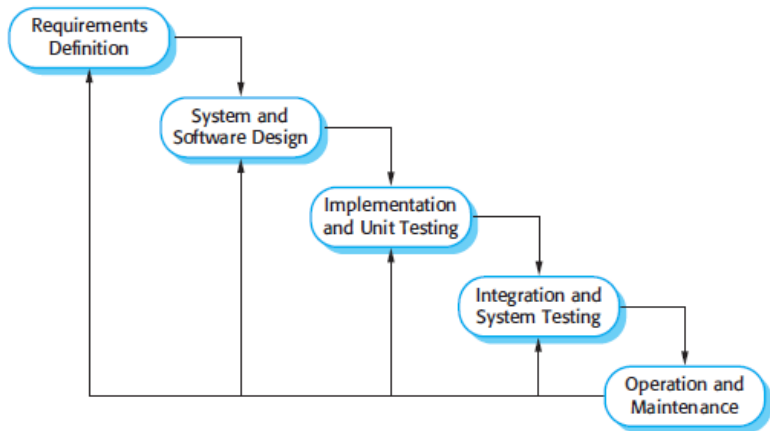 Requirements
Definition
System and
Software Design
Implementation
and Unit Testing
Integration and
System Testing
Operation and
Maintenance